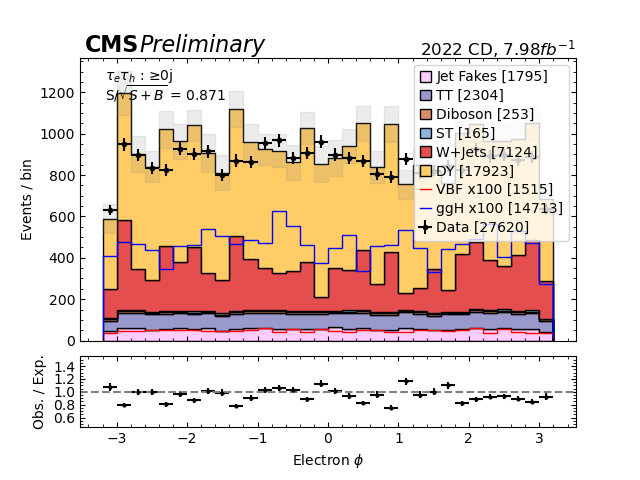 CMS Preliminary
2022 CD, 7.98fb⁻¹
τeτh : ≥0j
S/√S + B = 0.871
Jet Fakes [1795]
TT [2304]
Diboson [253]
ST [165]
W+Jets [7124]
DY [17923]
VBF x100 [1515]
ggH x100 [14713]
Data [27620]
Events / bin
1200
1000
800
600
400
200
0
Obs. / Exp.
1.4
1.2
1.0
0.8
0.6
−3 −2 −1 0 1 2 3
Electron ϕ